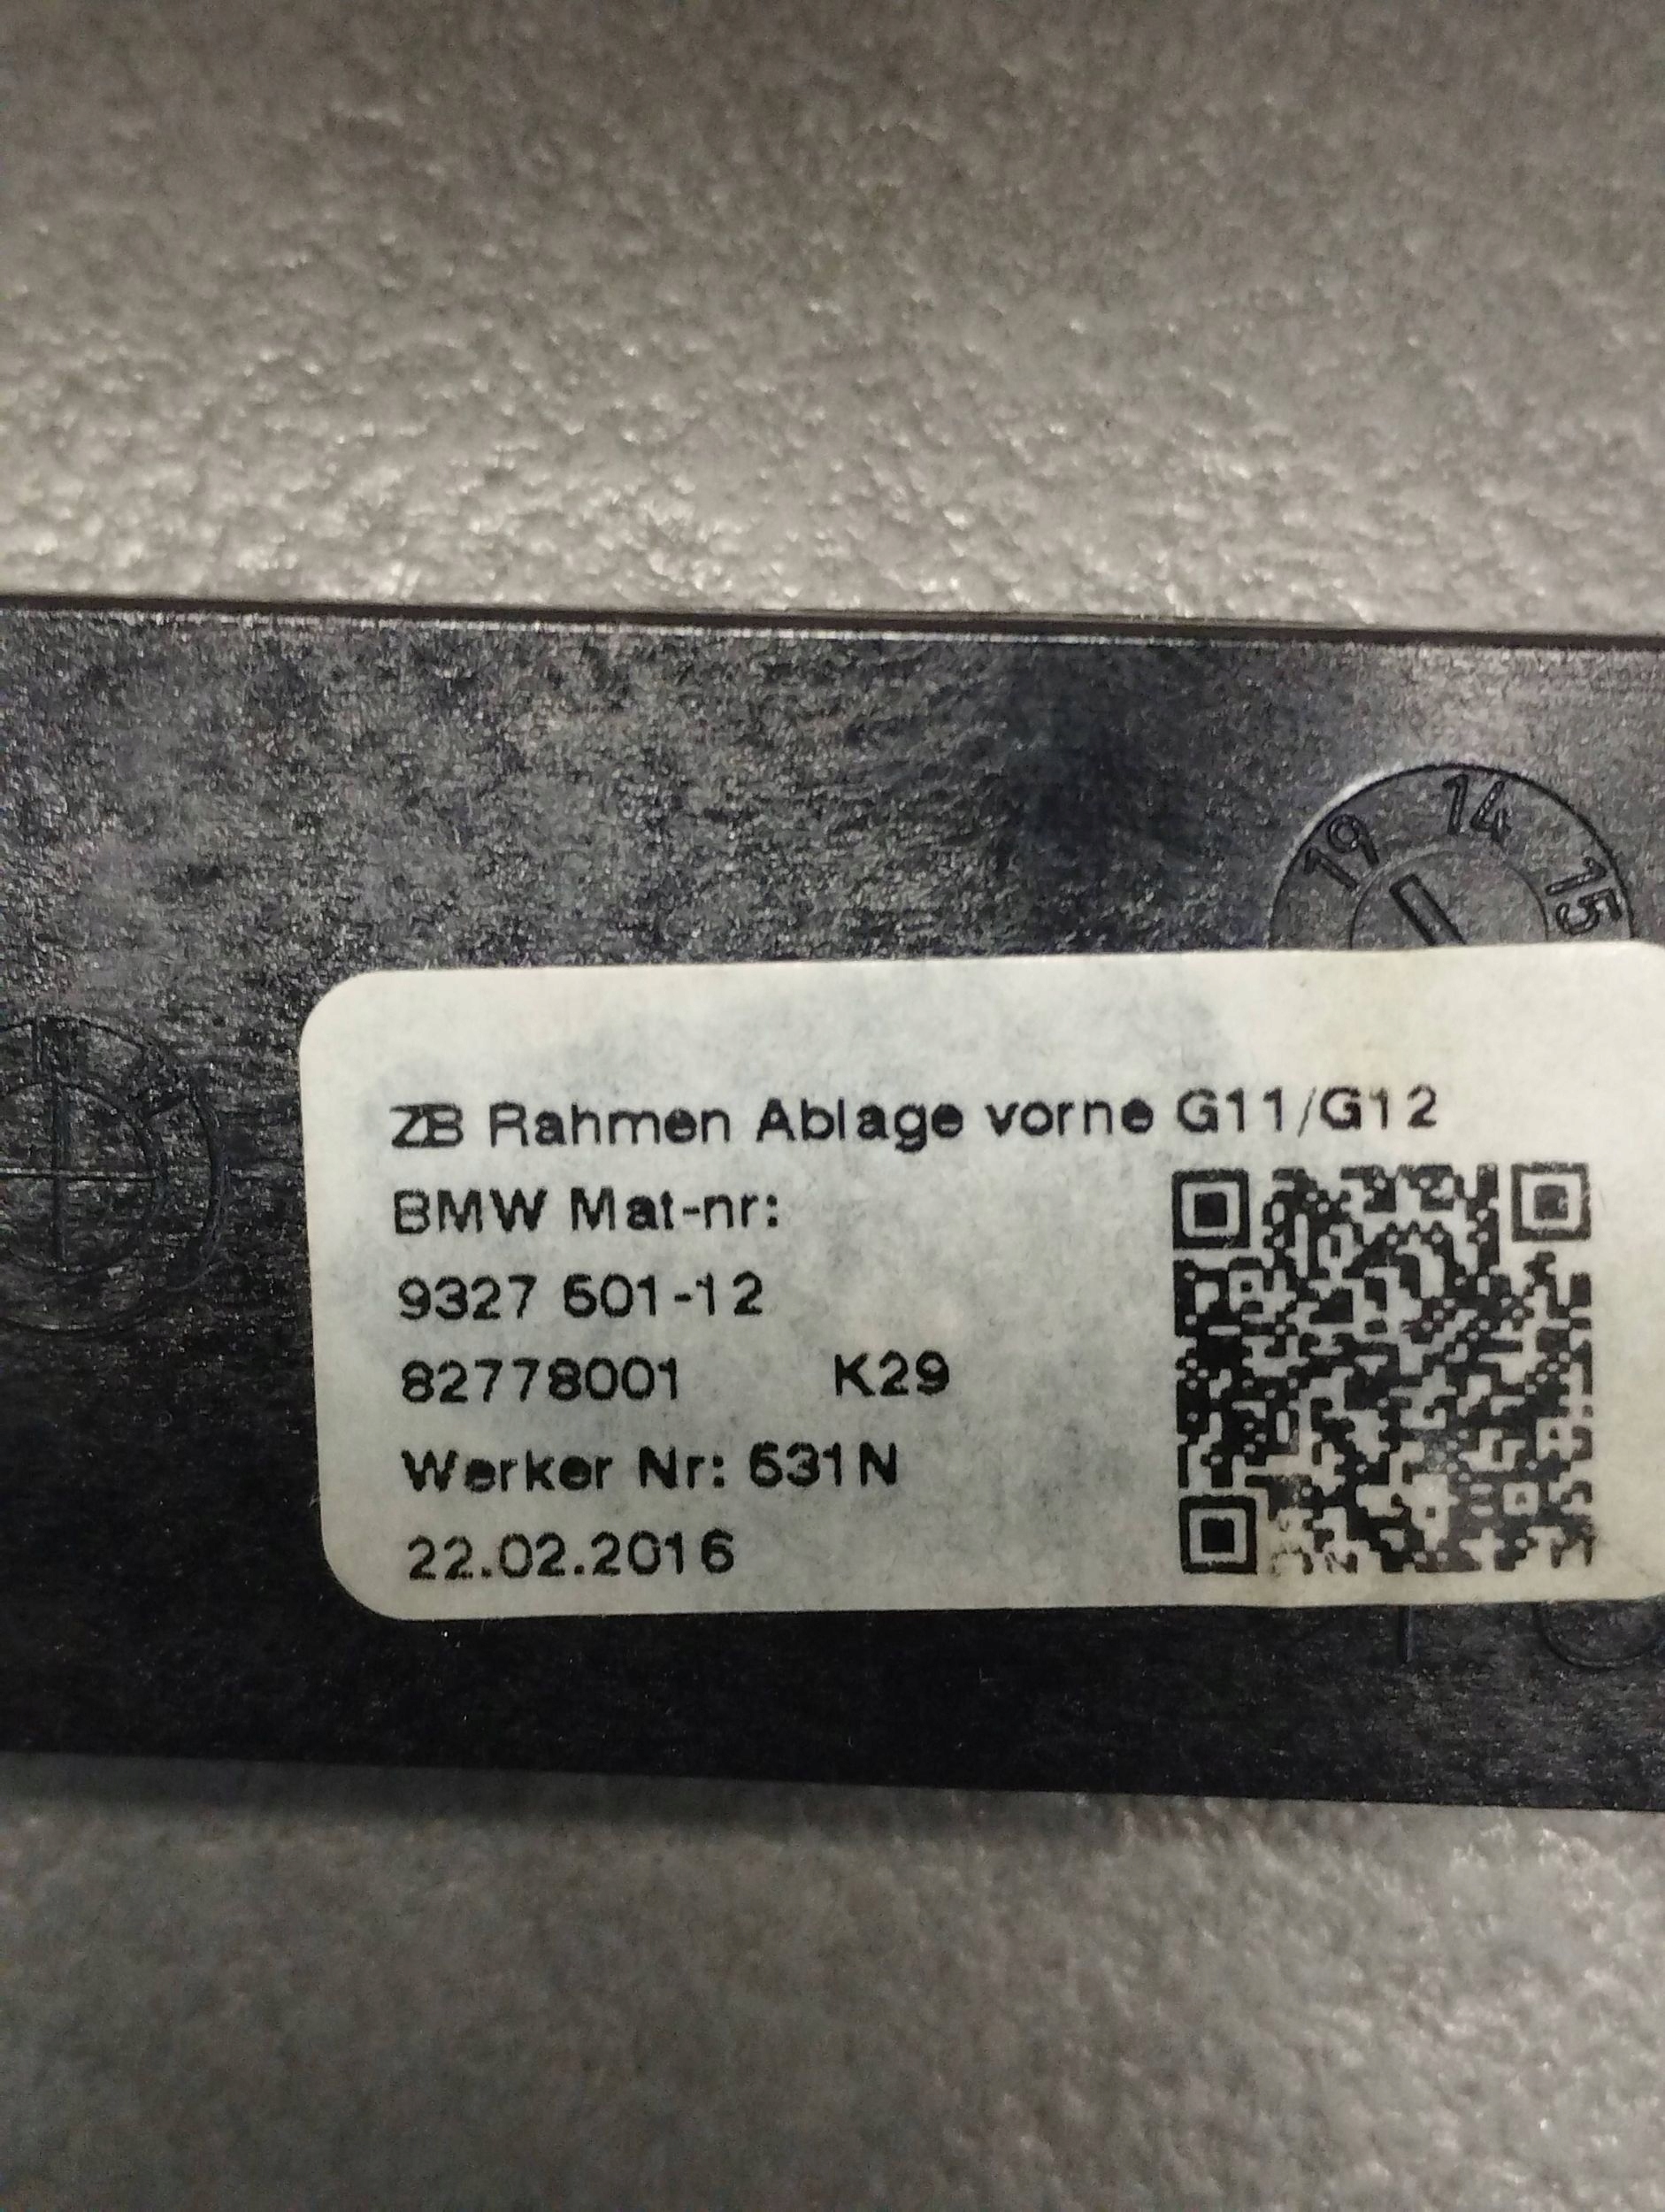 19 14 15
ZB Rahmen Ablage vorne G11/G12
BMW Mat-nr:
9327 601-12
82778001 K29
Werker Nr: 631N
22.02.2016